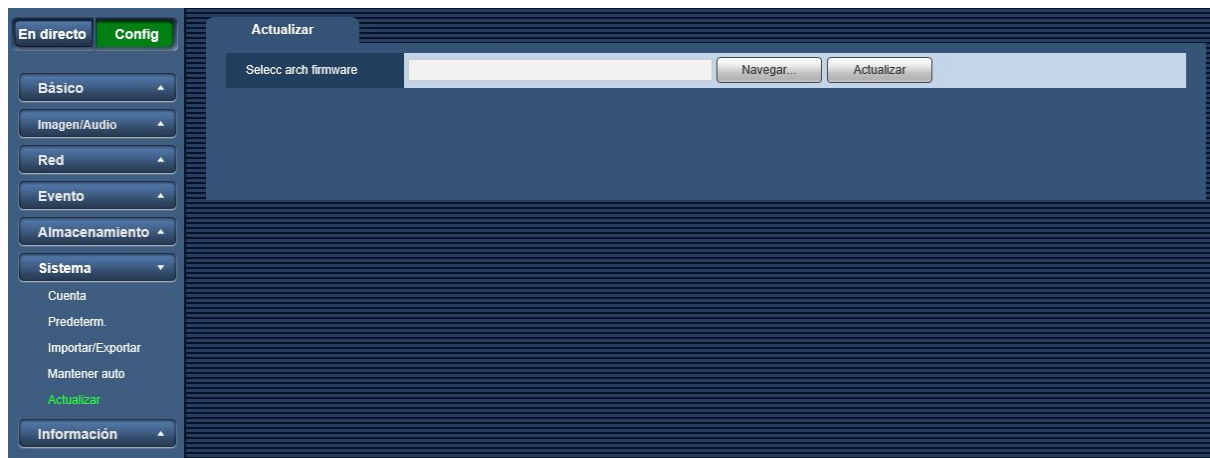 En directo Config
Básico
Imagen/Audio
Red
Evento
Almacenamiento
Sistema
Cuenta
Predeterm.
Importar/Exportar
Mantener auto
Actualizar
Información
Actualizar
Selecc arch firmware Navegar... Actualizar